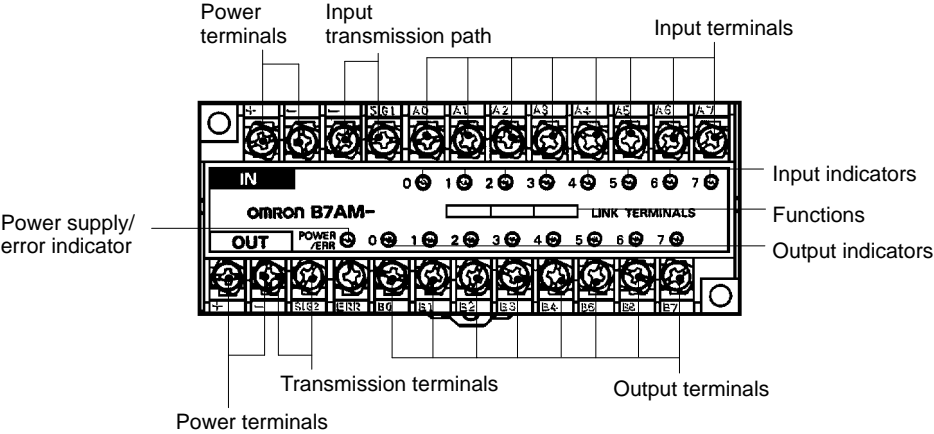 Power
terminals
Input
transmission path
Input terminals
+ − − SIG1 A0 A1 A2 A3 A4 A5 A6 A7
IN
0 1 2 3 4 5 6 7
Input indicators
OMRON B7AM-
LINK TERMINALS
Functions
Power supply/
error indicator
OUT
POWER
/ERR
0 1 2 3 4 5 6 7
Output indicators
+ − SIG2 ERR B0 B1 B2 B3 B4 B5 B6 B7
Transmission terminals
Output terminals
Power terminals